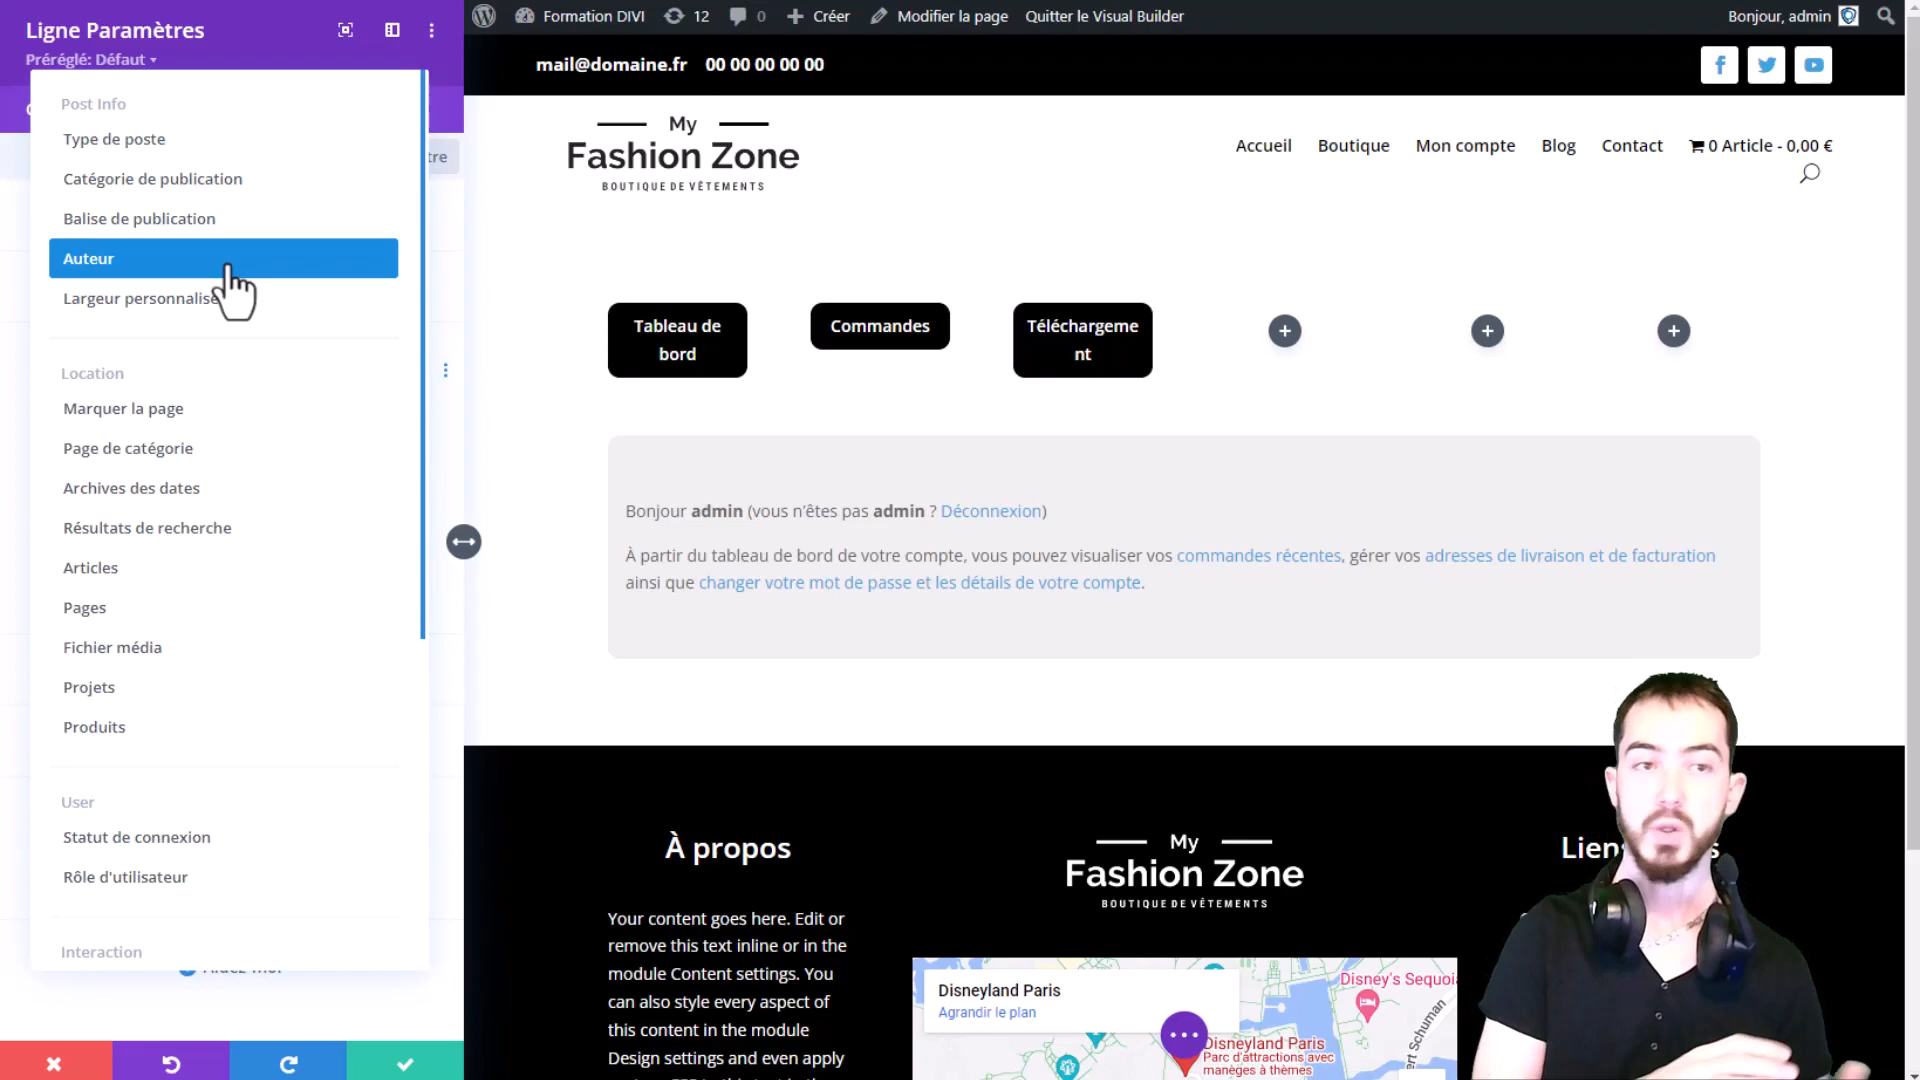 Ligne Paramètres
Préréglé: Défaut
Post Info
Type de poste
Catégorie de publication
Balise de publication
Auteur
Largeur personnalisé
Location
Marquer la page
Page de catégorie
Archives des dates
Résultats de recherche
Articles
Pages
Fichier média
Projets
Produits
User
Statut de connexion
Rôle d'utilisateur
Interaction
tre
Formation DIVI
12
0
Créer
Modifier la page
Quitter le Visual Builder
Bonjour, admin
mail@domaine.fr 00 00 00 00 00
My
Fashion Zone
BOUTIQUE DE VÊTEMENTS
Accueil
Boutique
Mon compte
Blog
Contact
0 Article - 0,00 €
Tableau de
bord
Commandes
Téléchargeme
nt
Bonjour admin (vous n'êtes pas admin ? Déconnexion)
À partir du tableau de bord de votre compte, vous pouvez visualiser vos commandes récentes, gérer vos adresses de livraison et de facturation
ainsi que changer votre mot de passe et les détails de votre compte.
À propos
Your content goes here. Edit or
remove this text inline or in the
module Content settings. You
can also style every aspect of
this content in the module
Design settings and even apply
My
Fashion Zone
BOUTIQUE DE VÊTEMENTS
Disneyland Paris
Agrandir le plan
Disney's Sequoi
ert Schuman
Disneyland Paris
Parc d'attractions avec
manèges à thèmes
Lien